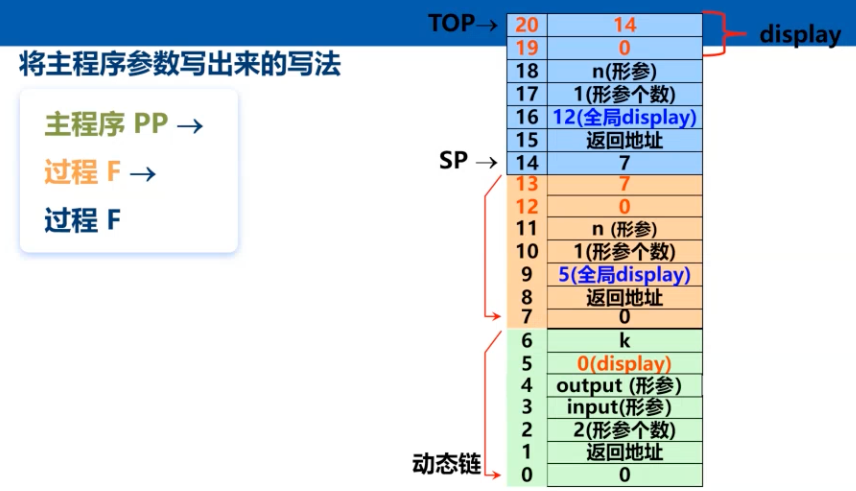 将主程序参数写出来的写法
主程序 PP →
过程 F →
过程 F
TOP→
display
SP →
动态链
20 14
19 0
18 n(形参)
17 1(形参个数)
16 12(全局display)
15 返回地址
14 7
13 7
12 0
11 n (形参)
10 1(形参个数)
9 5(全局display)
8 返回地址
7 0
6 k
5 0(display)
4 output (形参)
3 input(形参)
2 2(形参个数)
1 返回地址
0 0